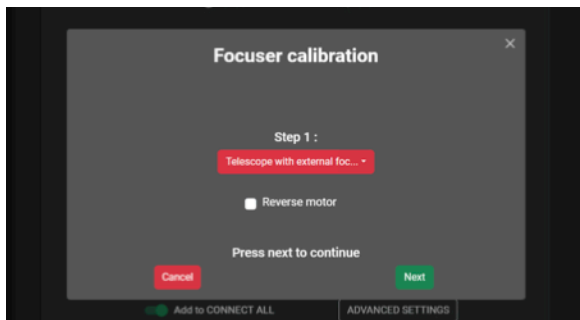 Focuser calibration
×
Step 1 :
Telescope with external foc...
Reverse motor
Press next to continue
Cancel
Next
Add to CONNECT ALL
ADVANCED SETTINGS